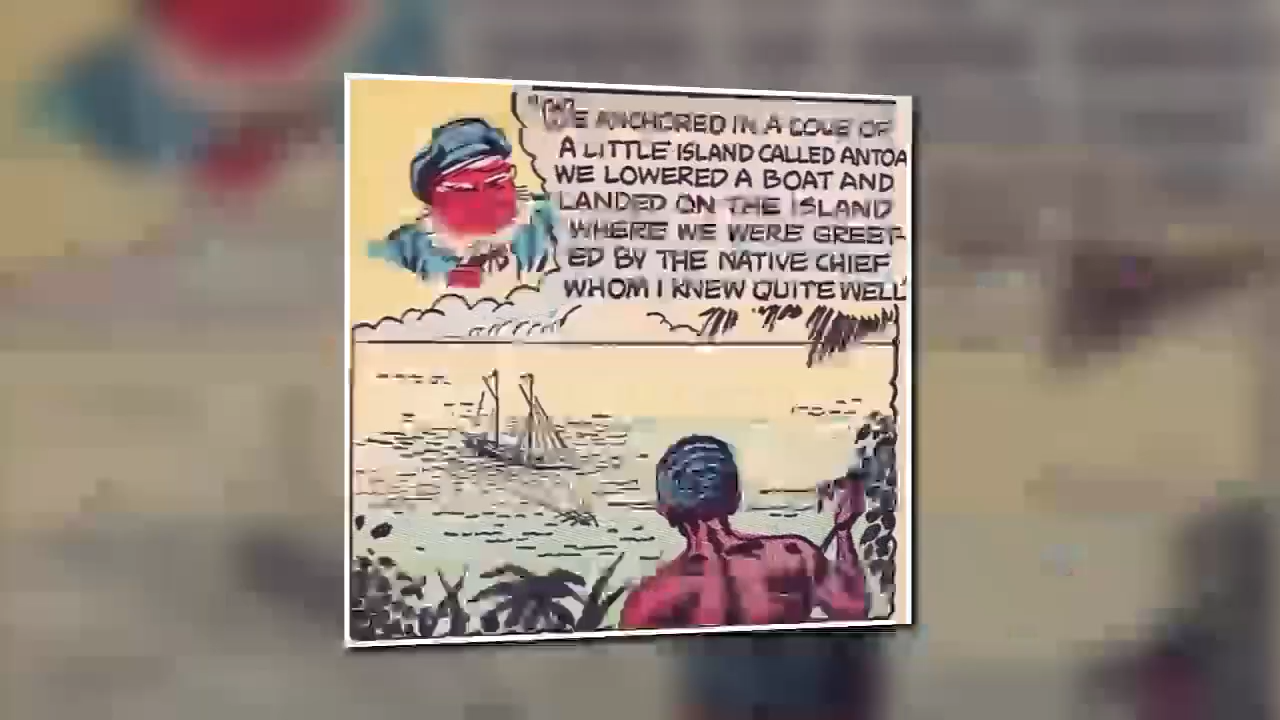 "WE ANCHORED IN A COVE OF
A LITTLE ISLAND CALLED ANTOA
WE LOWERED A BOAT AND
LANDED ON THE ISLAND
WHERE WE WERE GREET-
ED BY THE NATIVE CHIEF
WHOM I KNEW QUITE WELL"